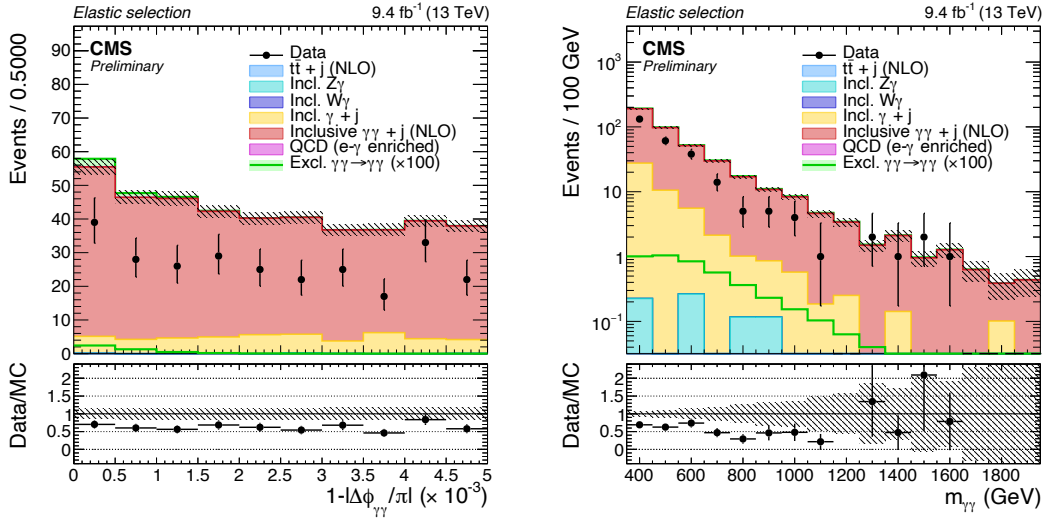 Elastic selection
9.4 fb⁻¹ (13 TeV)
Events / 0.5000
90
80
70
60
50
40
30
20
10
0
CMS
Preliminary
Data
tt̄ + j (NLO)
Incl. Zγ
Incl. Wγ
Incl. γ + j
Inclusive γγ + j (NLO)
QCD (e-γ enriched)
Excl. γγ→γγ (×100)
Data/MC
2
1.5
1
0.5
0
0 0.5 1 1.5 2 2.5 3 3.5 4 4.5 5
1-|Δϕγγ/π| (× 10⁻³)
Elastic selection
9.4 fb⁻¹ (13 TeV)
Events / 100 GeV
10³
10²
10
1
10⁻¹
CMS
Preliminary
Data
tt̄ + j (NLO)
Incl. Zγ
Incl. Wγ
Incl. γ + j
Inclusive γγ + j (NLO)
QCD (e-γ enriched)
Excl. γγ→γγ (×100)
Data/MC
2
1.5
1
0.5
0
400 600 800 1000 1200 1400 1600 1800
mγγ (GeV)